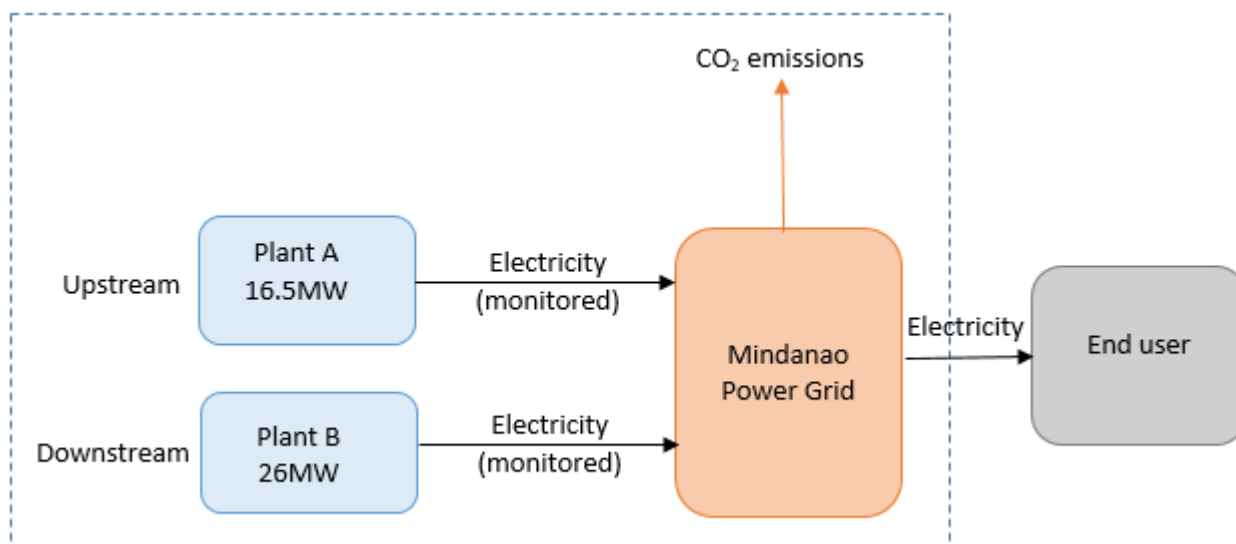 CO₂ emissions
Upstream
Plant A
16.5MW
Electricity
(monitored)
Mindanao
Power Grid
Electricity
End user
Downstream
Plant B
26MW
Electricity
(monitored)